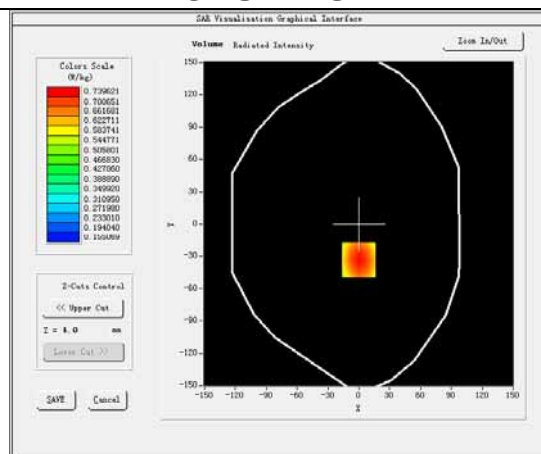 SAR Visualisation Graphical Interface
Volume Radiated Intensity
Zoom In/Out
Colors Scale
(W/kg)
0.739621
0.700651
0.661681
0.622711
0.583741
0.544771
0.505801
0.466830
0.427860
0.388890
0.349920
0.310950
0.271980
0.233010
0.194040
0.155069
Z-Cuts Control
<< Upper Cut
Z = 4.0 mm
Lower Cut >>
SAVE
Cancel
150
120
90
60
30
0
-30
-60
-90
-120
-150
Y
-150 -120 -90 -60 -30 0 30 60 90 120 150
X